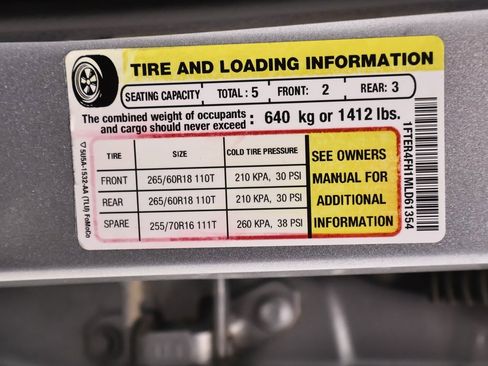 TIRE AND LOADING INFORMATION
SEATING CAPACITY TOTAL : 5 FRONT: 2 REAR: 3
The combined weight of occupants
and cargo should never exceed : 640 kg or 1412 lbs.
TIRE SIZE COLD TIRE PRESSURE
FRONT 265/60R18 110T 210 KPA, 30 PSI
REAR 265/60R18 110T 210 KPA, 30 PSI
SPARE 255/70R16 111T 260 KPA, 38 PSI
SEE OWNERS
MANUAL FOR
ADDITIONAL
INFORMATION
1FTER4FH1MLD61354